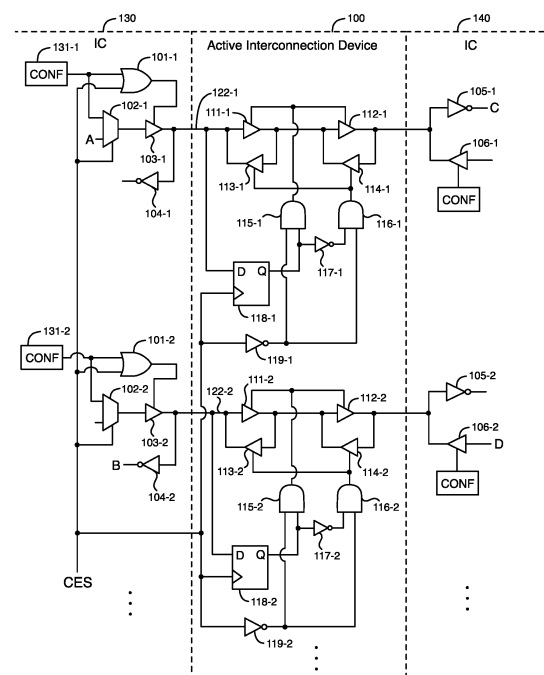 130
100
140
IC
Active Interconnection Device
IC
131-1
101-1
CONF
105-1
122-1
102-1
111-1
112-1
C
A
106-1
103-1
113-1
114-1
CONF
104-1
115-1
116-1
117-1
D Q
118-1
131-2
101-2
119-1
CONF
105-2
122-2
111-2
112-2
102-2
106-2
103-2
D
B
113-2
114-2
CONF
104-2
115-2
116-2
117-2
D Q
CES
118-2
119-2